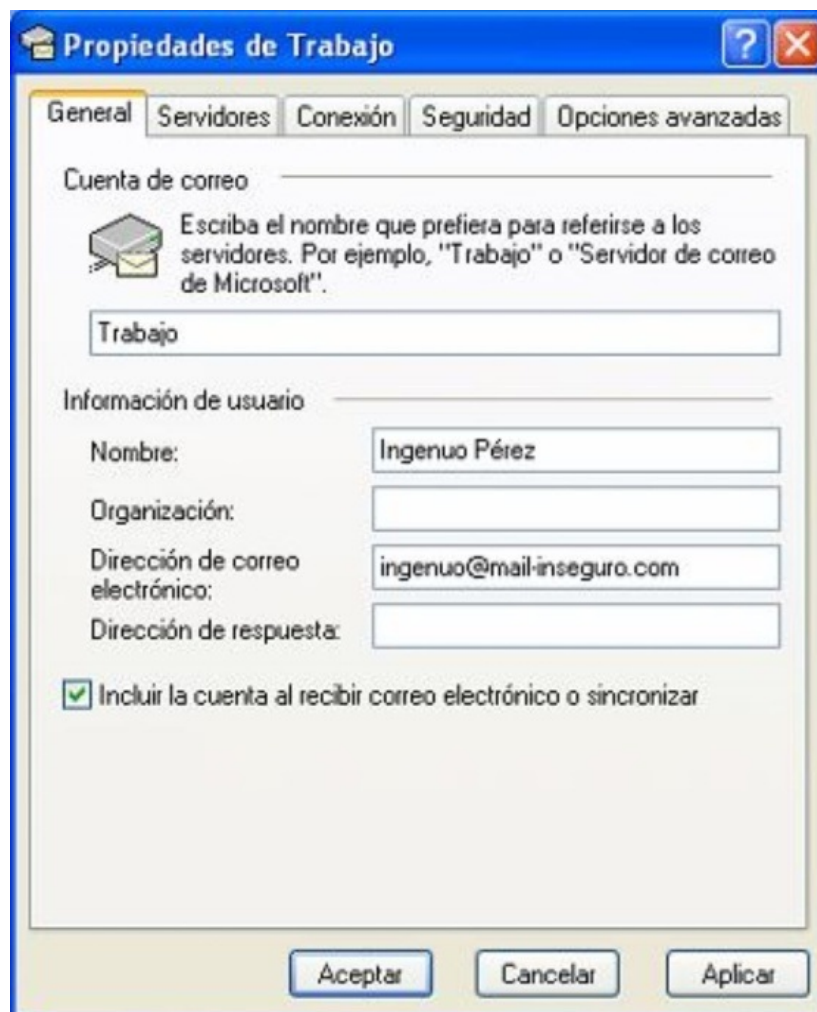 Propiedades de Trabajo
General Servidores Conexión Seguridad Opciones avanzadas
Cuenta de correo
Escriba el nombre que prefiera para referirse a los
servidores. Por ejemplo, "Trabajo" o "Servidor de correo
de Microsoft".
Trabajo
Información de usuario
Nombre: Ingenuo Pérez
Organización:
Dirección de correo
electrónico: ingenuo@mail-inseguro.com
Dirección de respuesta:
Incluir la cuenta al recibir correo electrónico o sincronizar
Aceptar Cancelar Aplicar